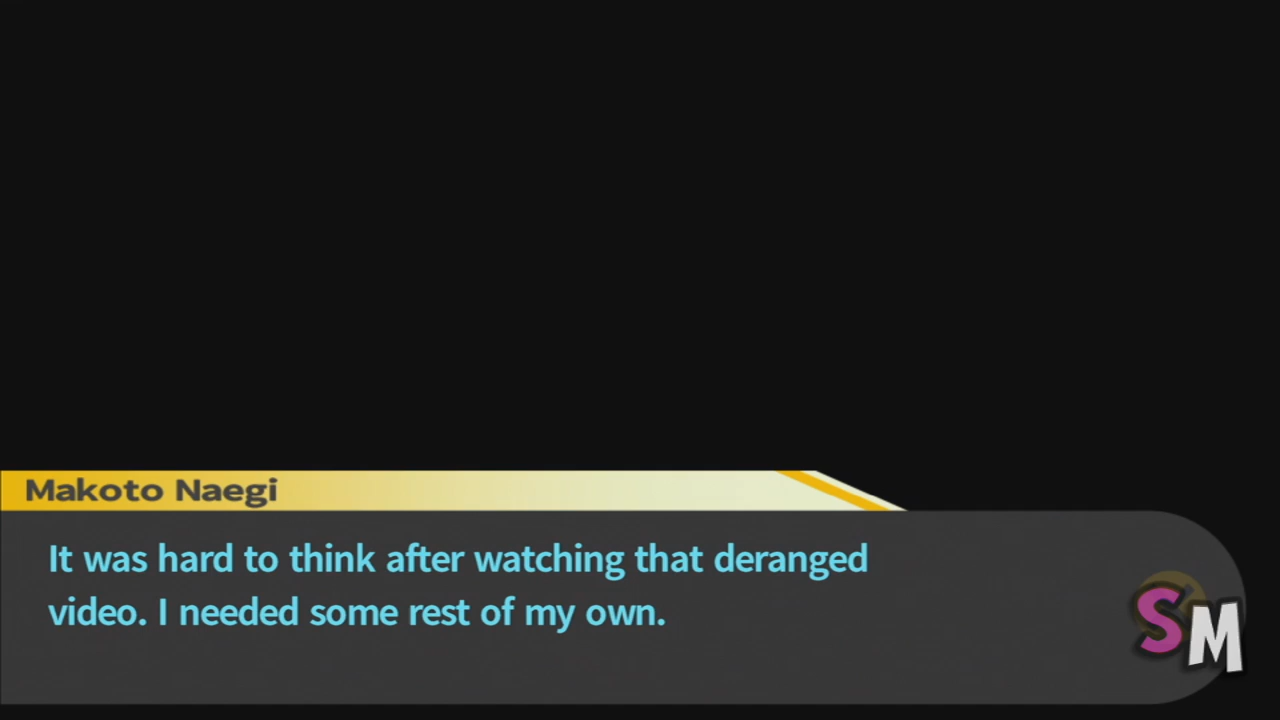 Makoto Naegi
It was hard to think after watching that deranged
video. I needed some rest of my own.
SM